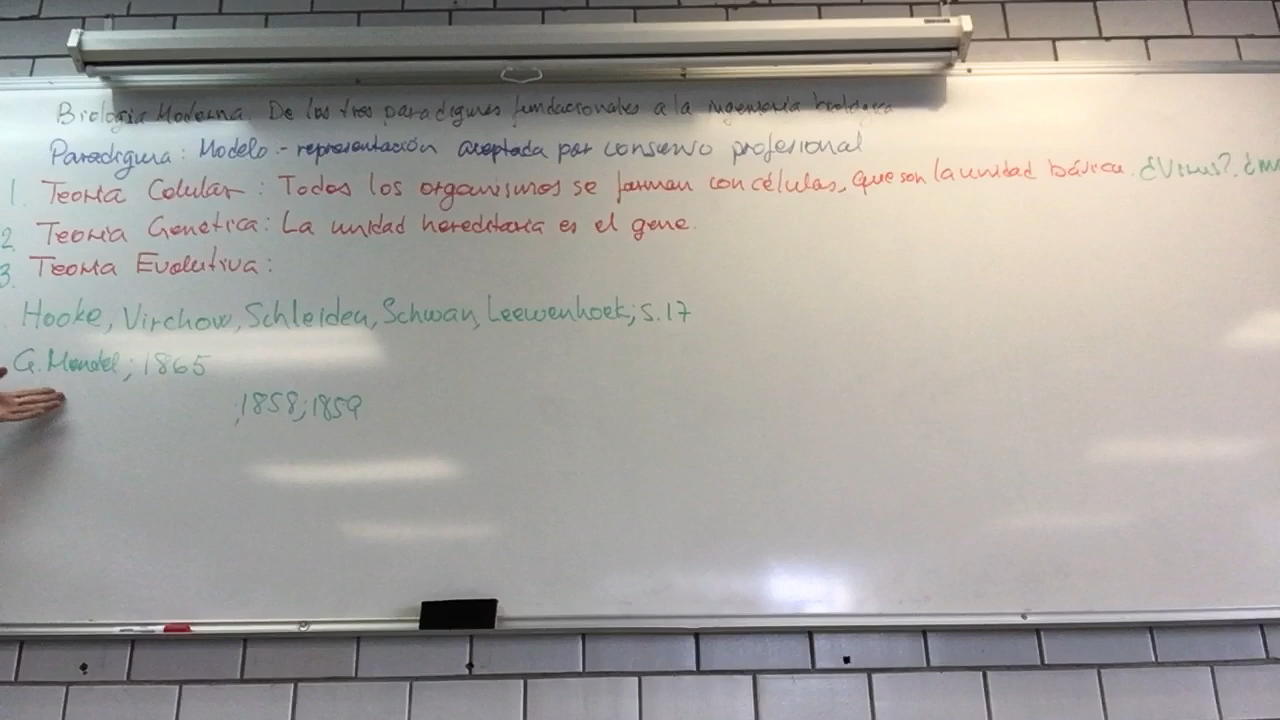 Biología Moderna. De los tres paradigmas fundacionales a la ingeniería biológica
Paradigma: Modelo - representación aceptada por consenso profesional
1. Teoría Celular: Todos los organismos se forman con células, que son la unidad básica. ¿Virus?, ¿
2. Teoría Genética: La unidad hereditaria es el gene.
3. Teoría Evolutiva:
Hooke, Virchow, Schleiden, Schwan, Leewenhoek; S.17
G. Mendel; 1865
;1858; 1859